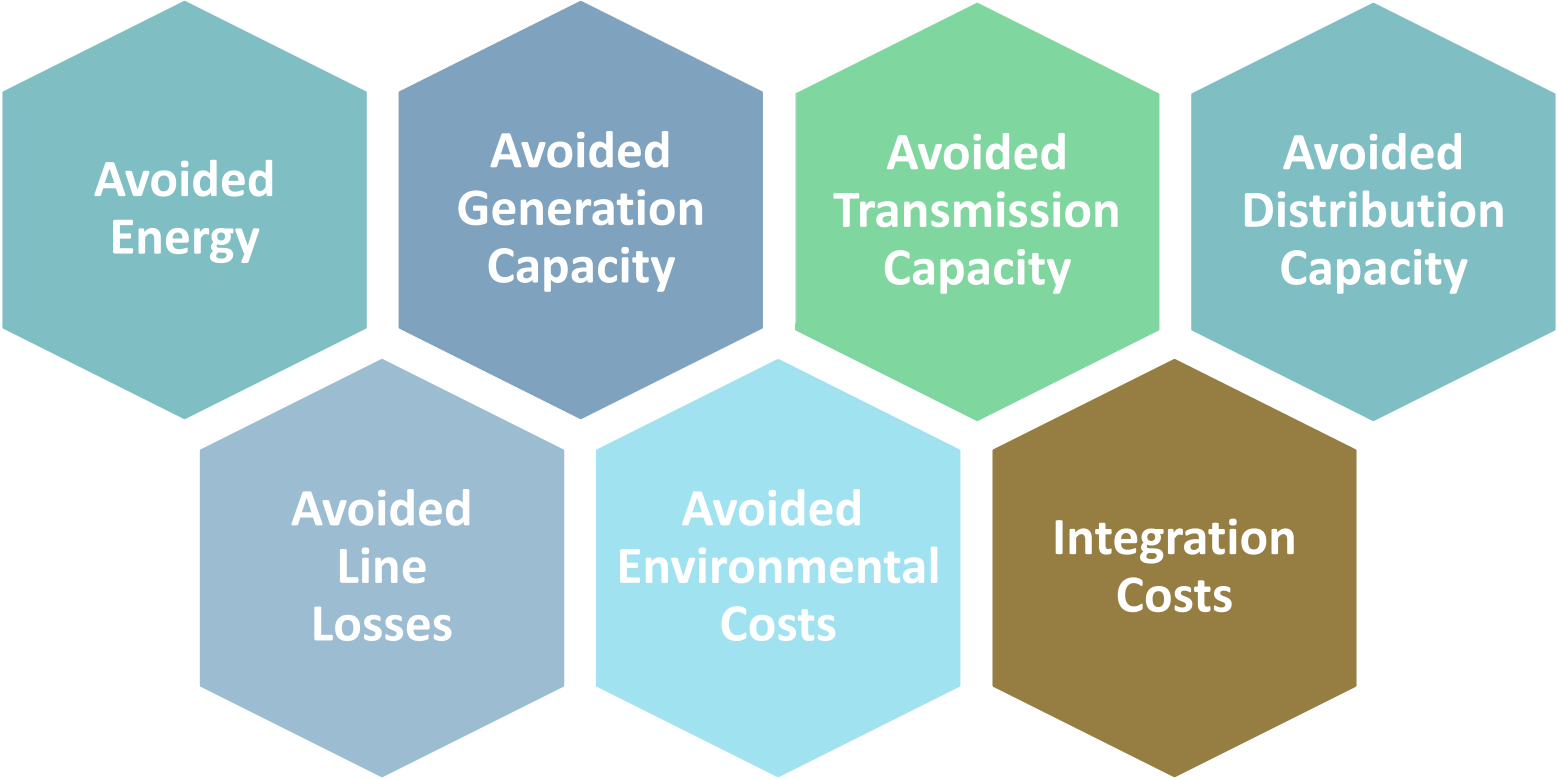 Avoided
Energy
Avoided
Generation
Capacity
Avoided
Transmission
Capacity
Avoided
Distribution
Capacity
Avoided
Line
Losses
Avoided
Environmental
Costs
Integration
Costs